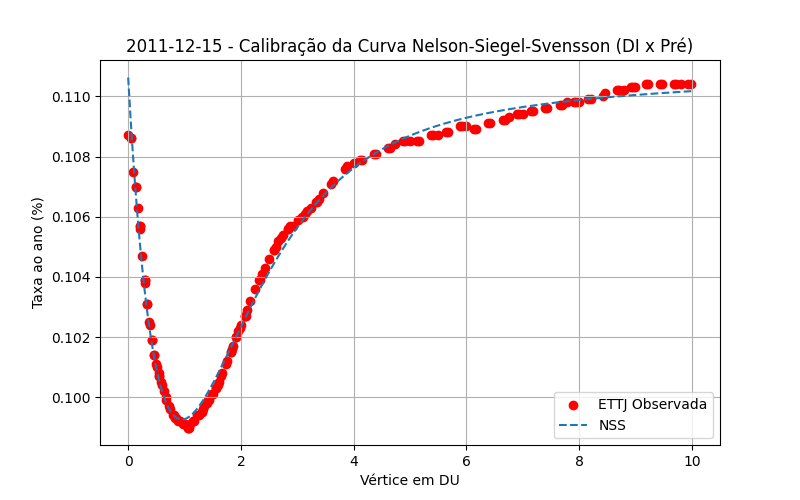 2011-12-15 - Calibração da Curva Nelson-Siegel-Svensson (DI x Pré)
Taxa ao ano (%)
0.110
0.108
0.106
0.104
0.102
0.100
ETTJ Observada
NSS
0 2 4 6 8 10
Vértice em DU